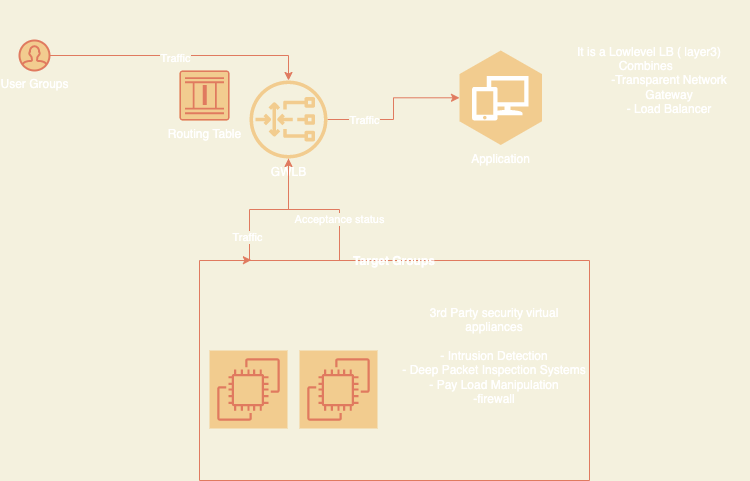 Traffic
User Groups
Routing Table
GWLB
Traffic
Application
It is a Lowlevel LB ( layer3)
Combines
-Transparent Network
Gateway
- Load Balancer
Acceptance status
Traffic
Target Groups
3rd Party security virtual
appliances
- Intrusion Detection
- Deep Packet Inspection Systems
- Pay Load Manipulation
-firewall